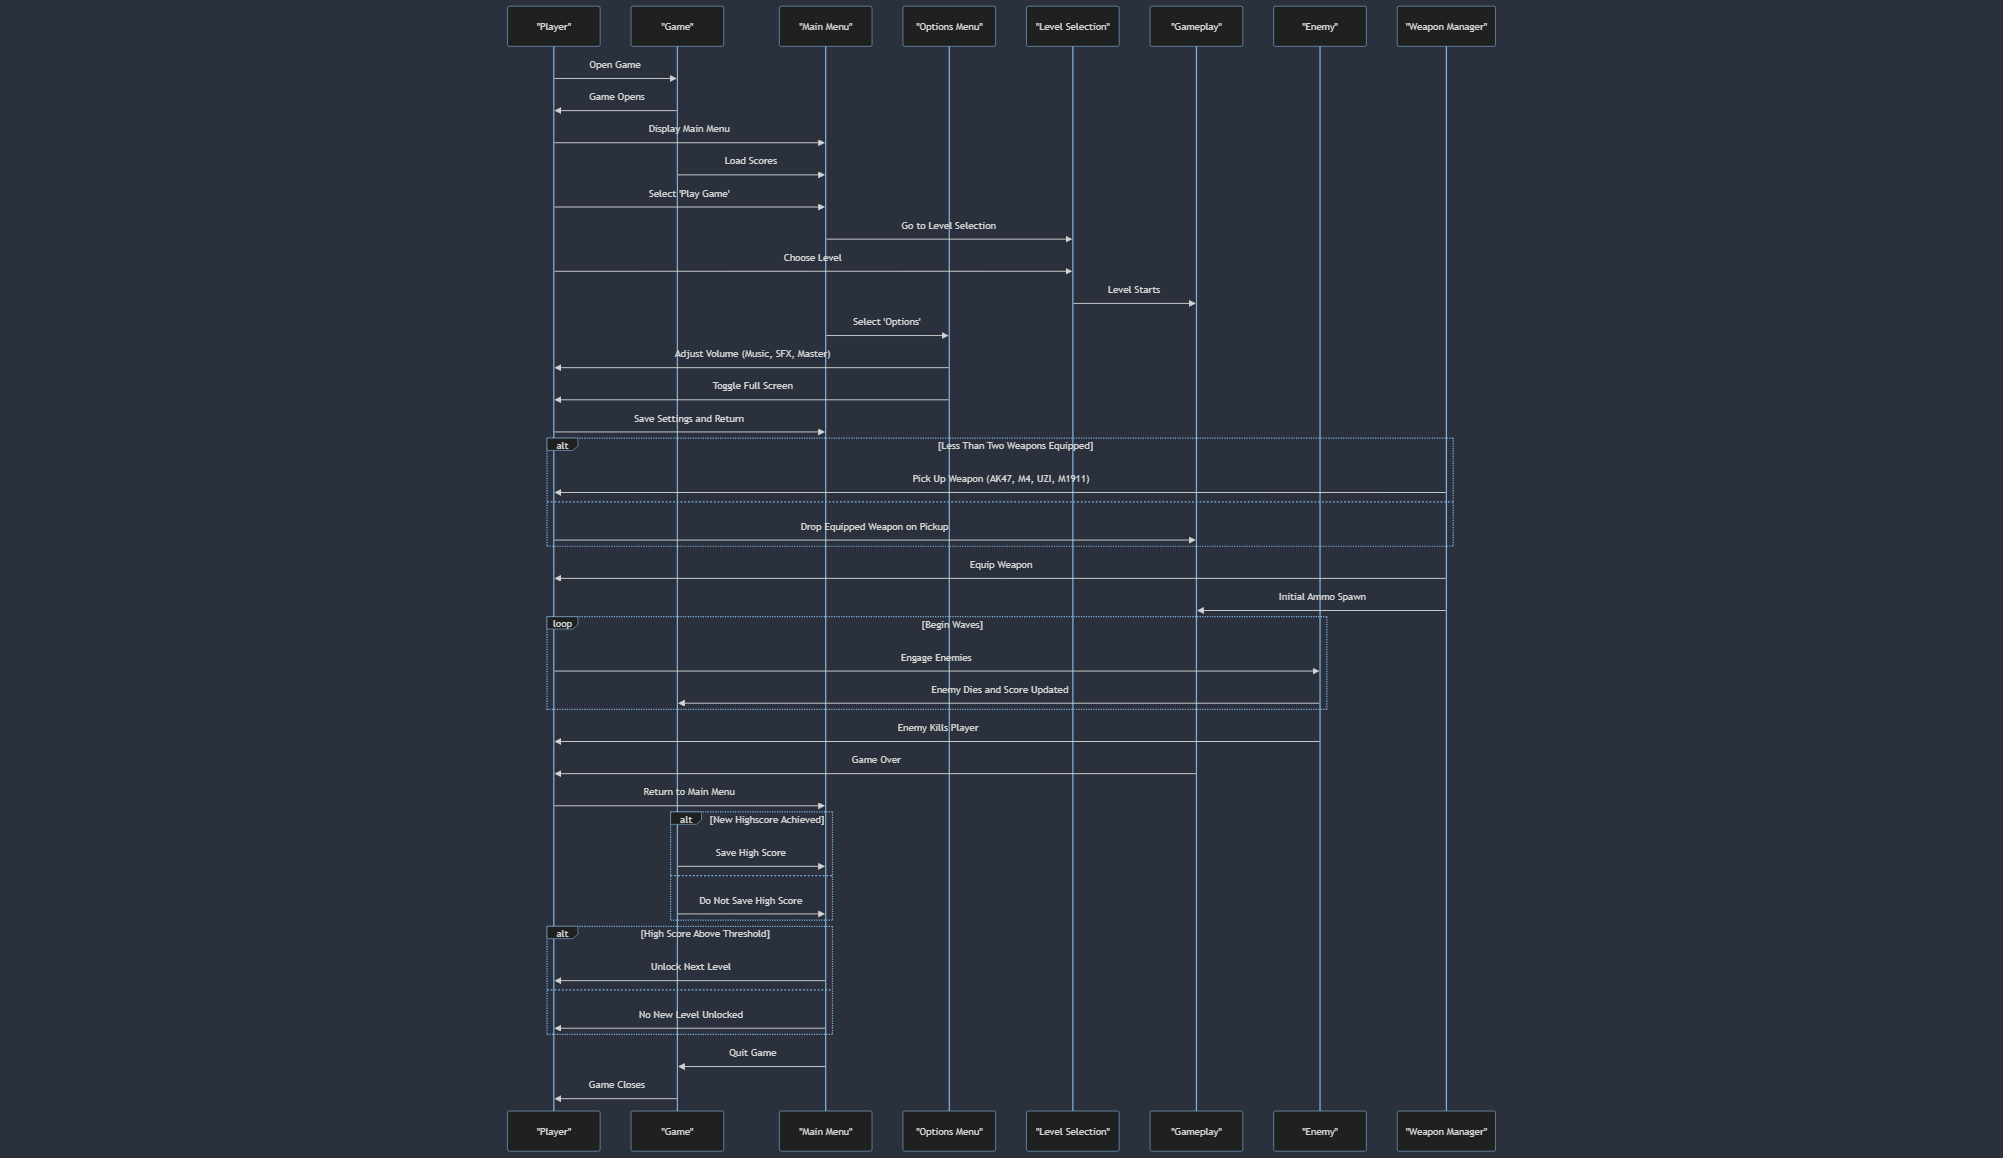 "Player" "Game" "Main Menu" "Options Menu" "Level Selection" "Gameplay" "Enemy" "Weapon Manager"
Open Game
Game Opens
Display Main Menu
Load Scores
Select 'Play Game'
Go to Level Selection
Choose Level
Level Starts
Select 'Options'
Adjust Volume (Music, SFX, Master)
Toggle Full Screen
Save Settings and Return
alt [Less Than Two Weapons Equipped]
Pick Up Weapon (AK47, M4, UZI, M1911)
Drop Equipped Weapon on Pickup
Equip Weapon
Initial Ammo Spawn
loop [Begin Waves]
Engage Enemies
Enemy Dies and Score Updated
Enemy Kills Player
Game Over
Return to Main Menu
alt [New Highscore Achieved]
Save High Score
Do Not Save High Score
alt [High Score Above Threshold]
Unlock Next Level
No New Level Unlocked
Quit Game
Game Closes
"Player" "Game" "Main Menu" "Options Menu" "Level Selection" "Gameplay" "Enemy" "Weapon Manager"